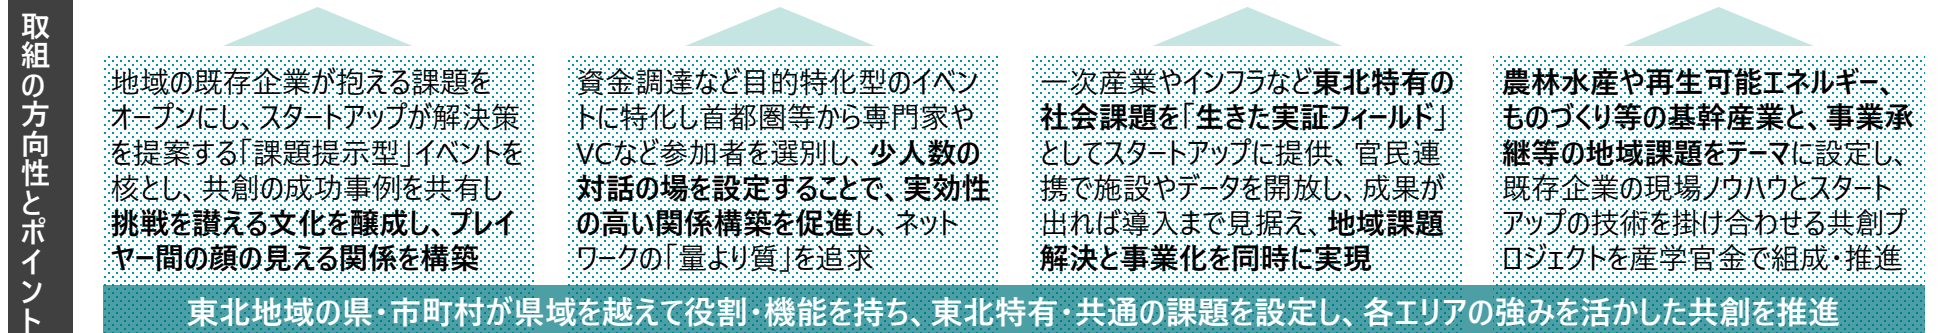 取組の方向性とポイント
地域の既存企業が抱える課題を
オープンにし、スタートアップが解決策
を提案する「課題提示型」イベントを
核とし、共創の成功事例を共有し
挑戦を讃える文化を醸成し、プレイ
ヤー間の顔の見える関係を構築
資金調達など目的特化型のイベン
トに特化し首都圏等から専門家や
VCなど参加者を選別し、少人数の
対話の場を設定することで、実効性
の高い関係構築を促進し、ネット
ワークの「量より質」を追求
一次産業やインフラなど東北特有の
社会課題を「生きた実証フィールド」
としてスタートアップに提供、官民連
携で施設やデータを開放し、成果が
出れば導入まで見据え、地域課題
解決と事業化を同時に実現
農林水産や再生可能エネルギー、
ものづくり等の基幹産業と、事業承
継等の地域課題をテーマに設定し、
既存企業の現場ノウハウとスタート
アップの技術を掛け合わせる共創プ
ロジェクトを産学官金で組成・推進
東北地域の県・市町村が県域を越えて役割・機能を持ち、東北特有・共通の課題を設定し、各エリアの強みを活かした共創を推進